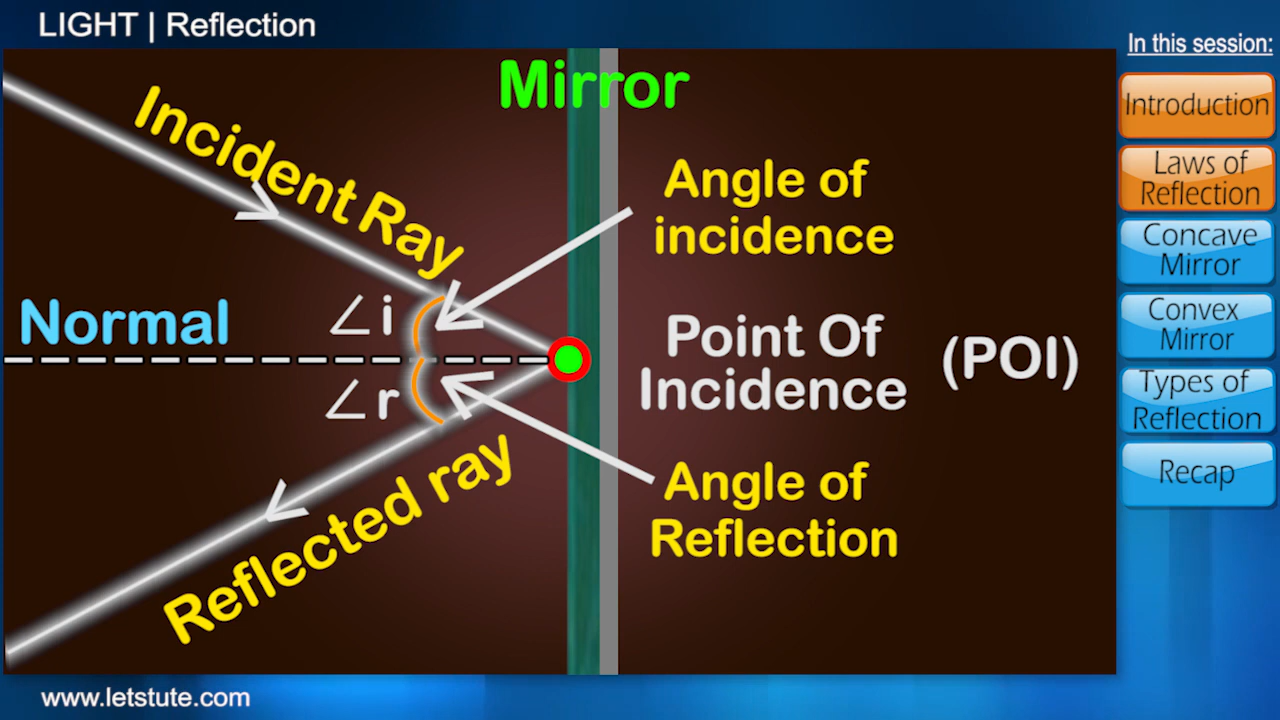 LIGHT | Reflection
Mirror
Incident Ray
Angle of
incidence
Normal
∠i
∠r
Point Of
Incidence
(POI)
Reflected ray
Angle of
Reflection
In this session:
Introduction
Laws of
Reflection
Concave
Mirror
Convex
Mirror
Types of
Reflection
Recap
www.letstute.com